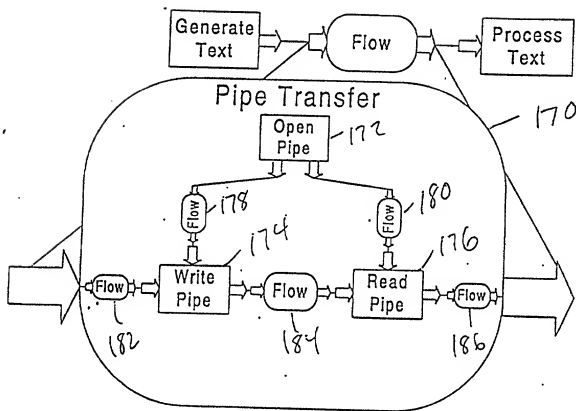 Generate
Text
Flow
Process
Text
Pipe Transfer
170
Open
Pipe
172
Flow
178
Flow
180
174
176
Flow
Write
Pipe
Flow
Read
Pipe
Flow
182
184
186